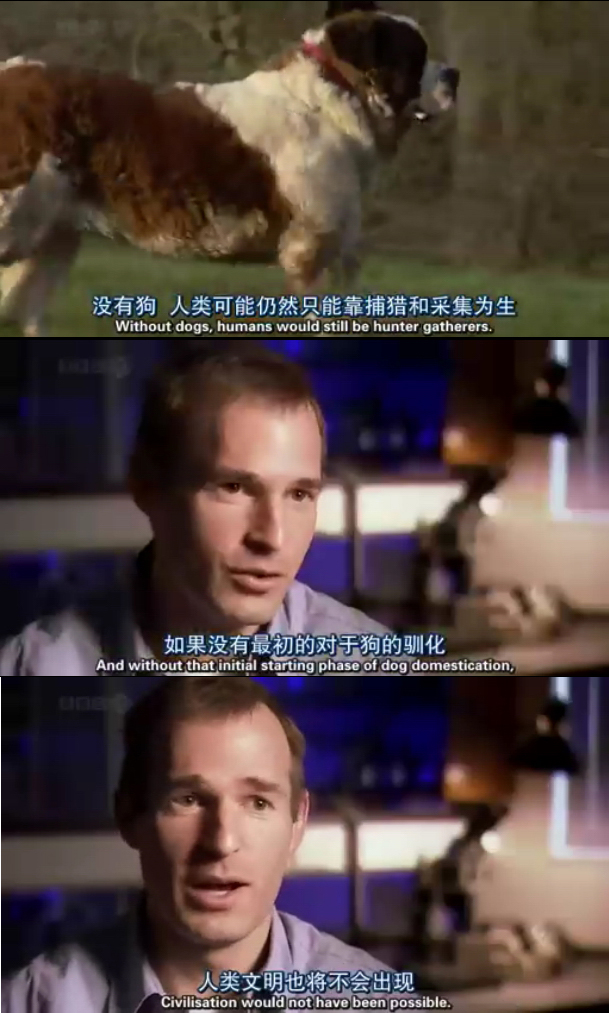 没有狗 人类可能仍然只能靠捕猎和采集为生
Without dogs, humans would still be hunter gatherers.
如果没有最初的对于狗的驯化
And without that initial starting phase of dog domestication,
人类文明也将不会出现
Civilisation would not have been possible.